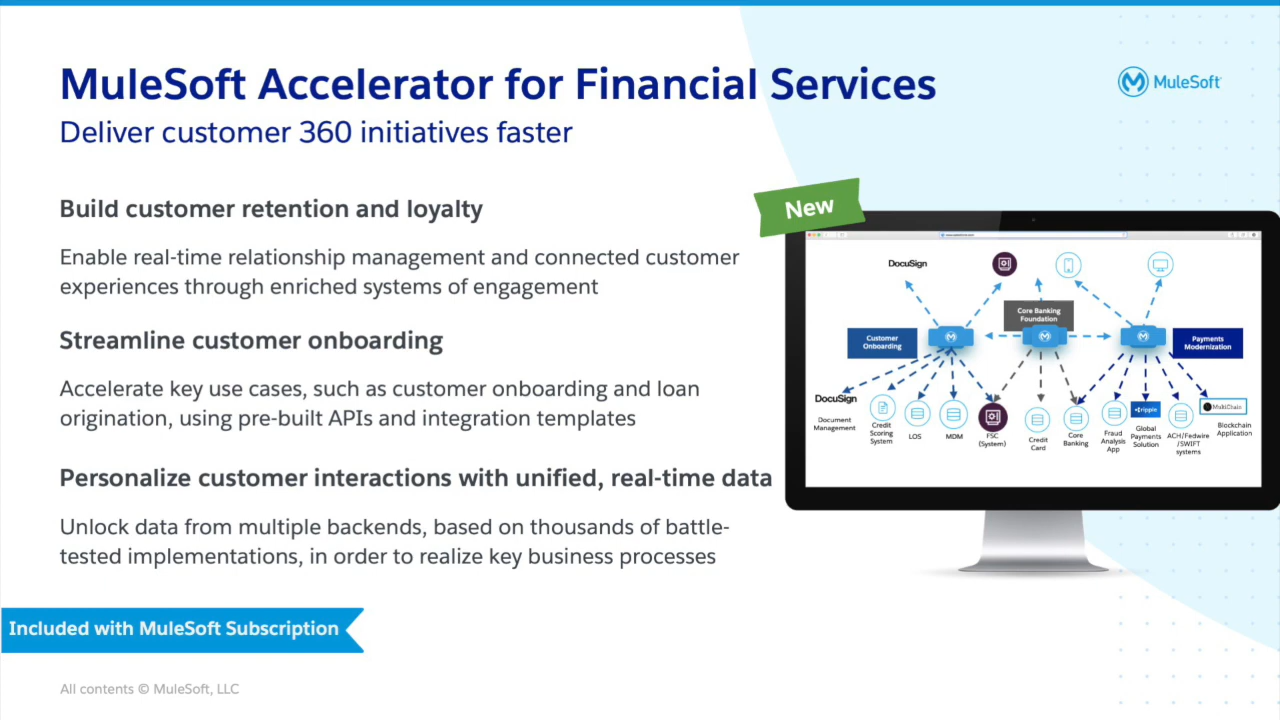 MuleSoft Accelerator for Financial Services
Deliver customer 360 initiatives faster
MuleSoft
Build customer retention and loyalty
Enable real-time relationship management and connected customer
experiences through enriched systems of engagement
Streamline customer onboarding
Accelerate key use cases, such as customer onboarding and loan
origination, using pre-built APIs and integration templates
Personalize customer interactions with unified, real-time data
Unlock data from multiple backends, based on thousands of battle-
tested implementations, in order to realize key business processes
Included with MuleSoft Subscription
All contents © MuleSoft, LLC
New
DocuSign
Core Banking
Foundation
Customer
Onboarding
Payments
Modernization
DocuSign
Document
Management
Credit
Scoring
System
LOS
MDM
FSC
(System)
Credit
Card
Core
Banking
Fraud
Analysis
App
ripple
Global
Payments
Solution
ACH/Fedwire
/SWIFT
systems
MultiChain
Blockchain
Application